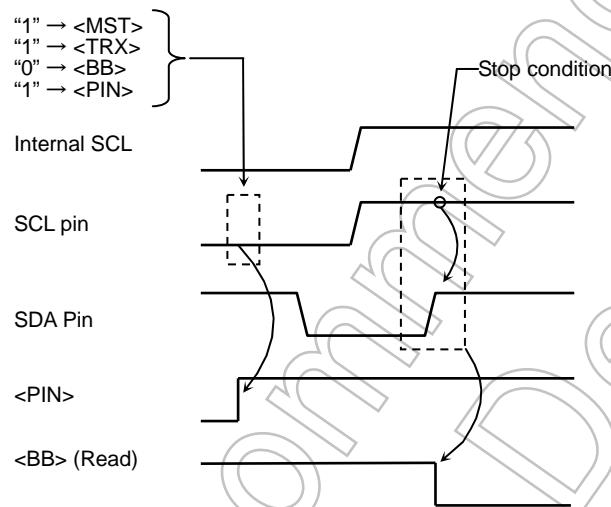 “1” → <MST>
“1” → <TRX>
“0” → <BB>
“1” → <PIN>
Stop condition
Internal SCL
SCL pin
SDA Pin
<PIN>
<BB> (Read)